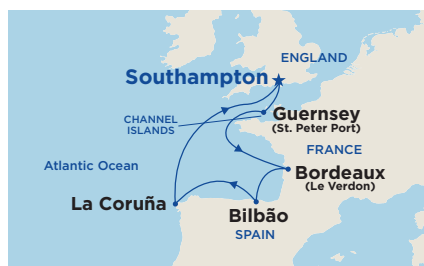 ENGLAND
Southampton
CHANNEL
ISLANDS
Guernsey
(St. Peter Port)
FRANCE
Atlantic Ocean
Bordeaux
(Le Verdon)
La Coruña
Bilbão
SPAIN